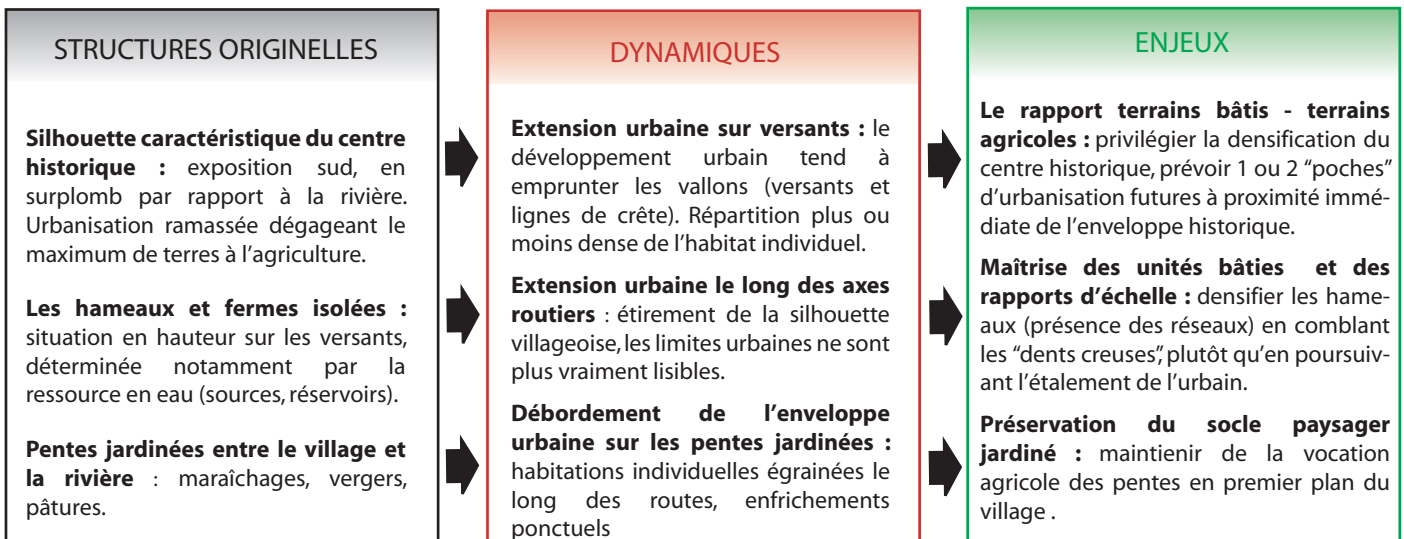 STRUCTURES ORIGINELLES
Silhouette caractéristique du centre
historique : exposition sud, en
surplomb par rapport à la rivière.
Urbanisation ramassée dégageant le
maximum de terres à l'agriculture.
Les hameaux et fermes isolées :
situation en hauteur sur les versants,
déterminée notamment par la
ressource en eau (sources, réservoirs).
Pentes jardinées entre le village et
la rivière : maraîchages, vergers,
pâtures.
DYNAMIQUES
Extension urbaine sur versants : le
développement urbain tend à
emprunter les vallons (versants et
lignes de crête). Répartition plus ou
moins dense de l'habitat individuel.
Extension urbaine le long des axes
routiers : étirement de la silhouette
villageoise, les limites urbaines ne sont
plus vraiment lisibles.
Débordement de l'enveloppe
urbaine sur les pentes jardinées :
habitations individuelles égrainées le
long des routes, enfrichements
ponctuels
ENJEUX
Le rapport terrains bâtis - terrains
agricoles : privilégier la densification du
centre historique, prévoir 1 ou 2 "poches"
d'urbanisation futures à proximité immé-
diate de l'enveloppe historique.
Maîtrise des unités bâties et des
rapports d'échelle : densifier les hame-
aux (présence des réseaux) en comblant
les "dents creuses", plutôt qu'en poursuiv-
ant l'étalement de l'urbain.
Préservation du socle paysager
jardiné : maintienir de la vocation
agricole des pentes en premier plan du
village .